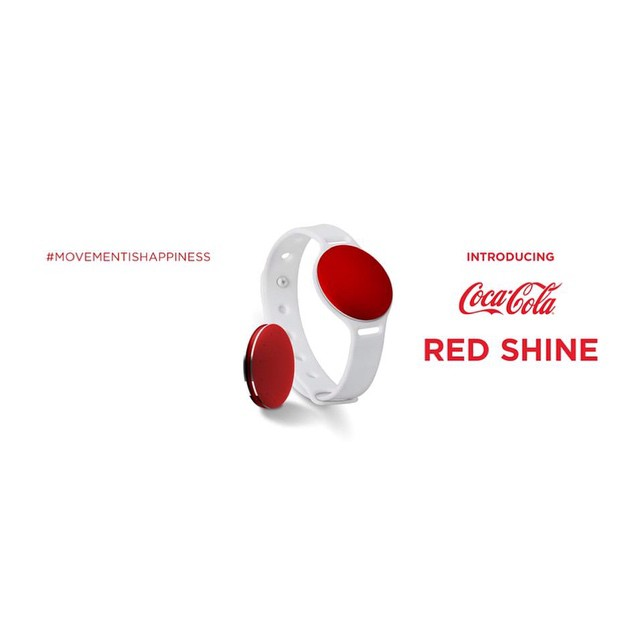 #MOVEMENTISHAPPINESS
INTRODUCING
Coca-Cola
RED SHINE